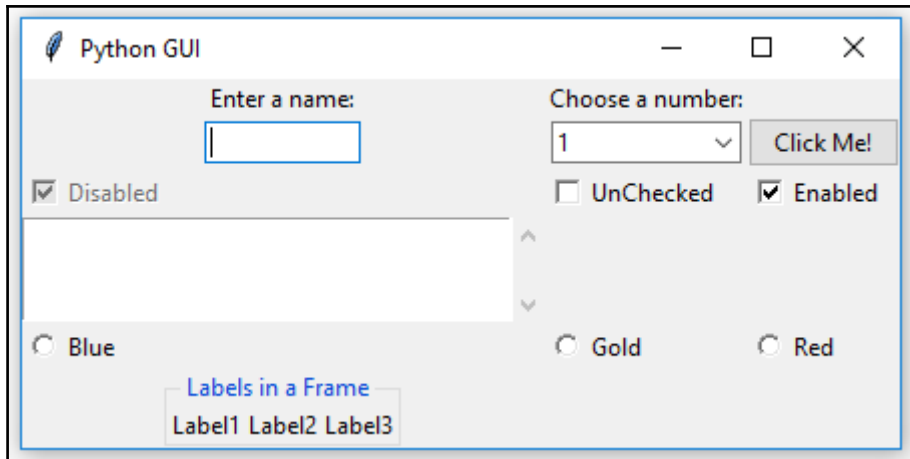 Python GUI
Enter a name: Choose a number:
1 Click Me!
Disabled UnChecked Enabled
Blue Gold Red
Labels in a Frame
Label1 Label2 Label3